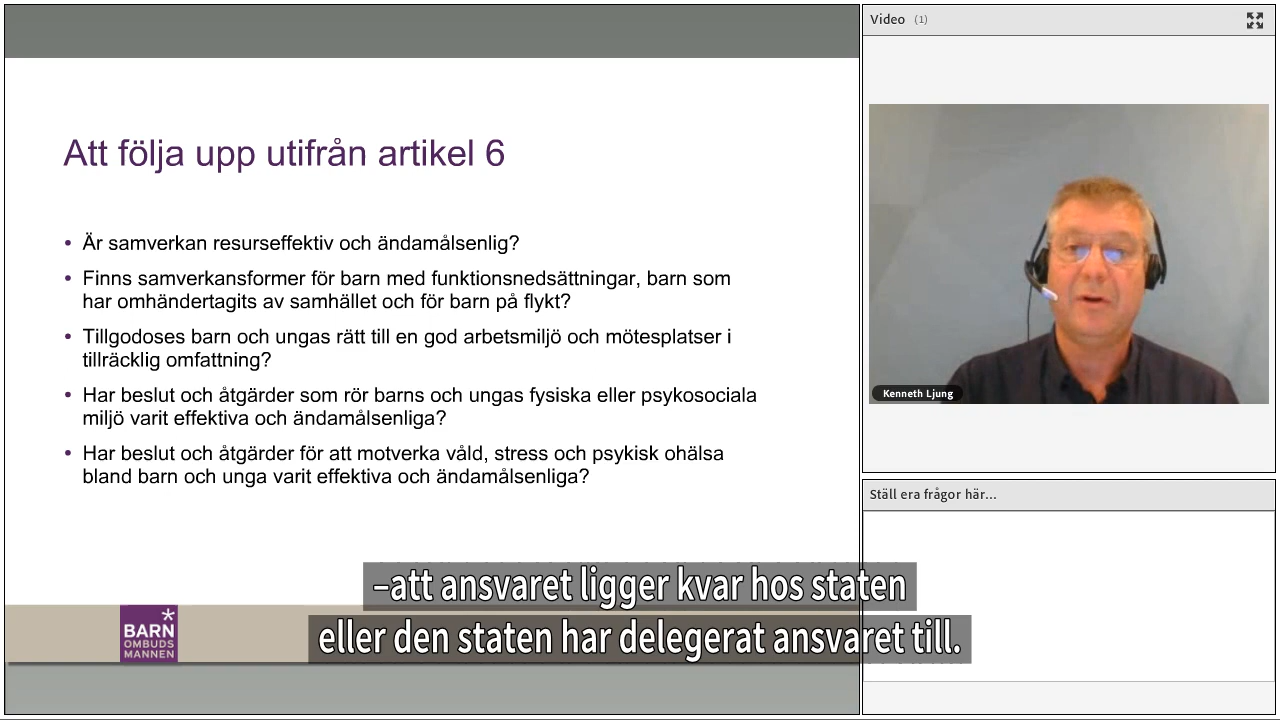 Att följa upp utifrån artikel 6
• Är samverkan resurseffektiv och ändamålsenlig?
• Finns samverkansformer för barn med funktionsnedsättningar, barn som
har omhändertagits av samhället och för barn på flykt?
• Tillgodoses barn och ungas rätt till en god arbetsmiljö och mötesplatser i
tillräcklig omfattning?
• Har beslut och åtgärder som rör barns och ungas fysiska eller psykosociala
miljö varit effektiva och ändamålsenliga?
• Har beslut och åtgärder för att motverka våld, stress och psykisk ohälsa
bland barn och unga varit effektiva och ändamålsenliga?
BARN
OMBUDS
MANNEN
Video (1)
Kenneth Ljung
Ställ era frågor här...
–att ansvaret ligger kvar hos staten
eller den staten har delegerat ansvaret till.